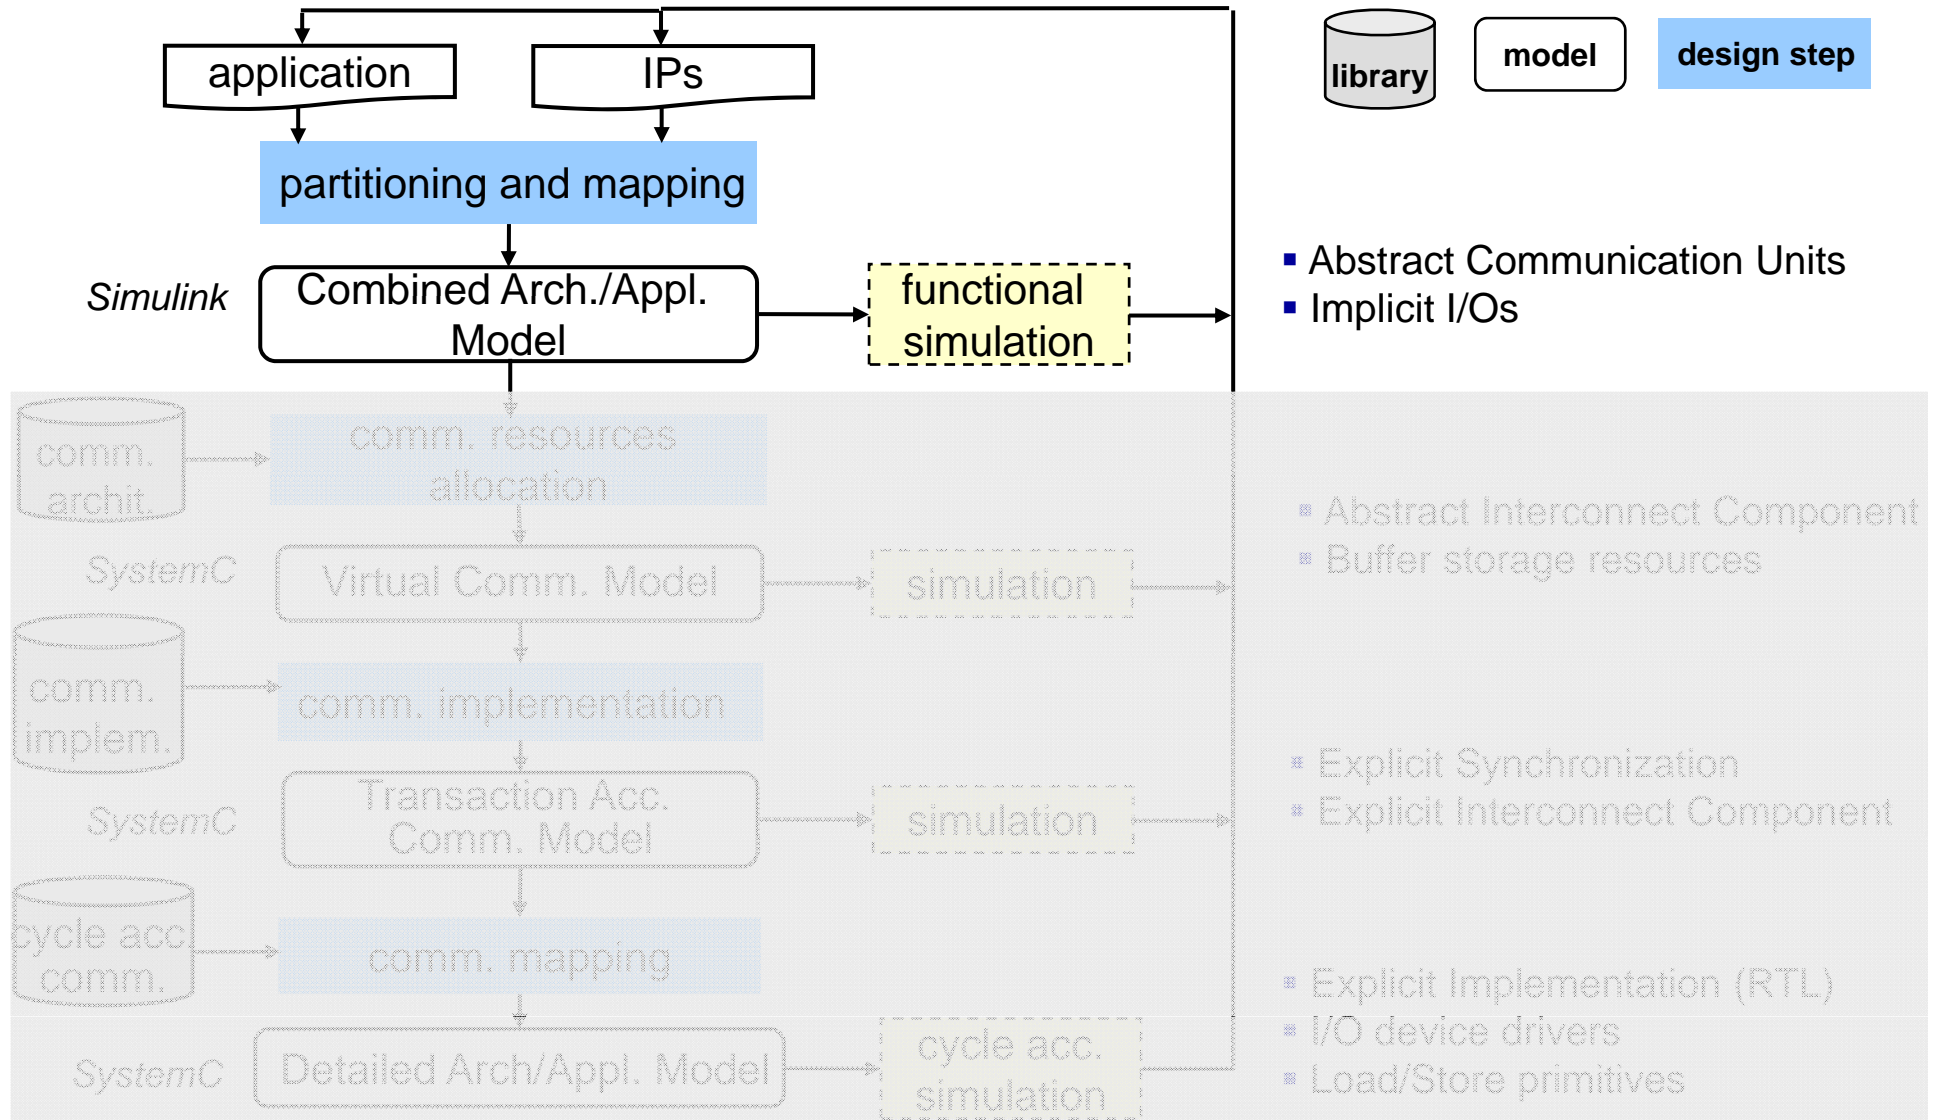 application
IPs
library
model
design step
partitioning and mapping
Simulink
Combined Arch./Appl.
Model
functional
simulation
▪ Abstract Communication Units
▪ Implicit I/Os
comm.
archit.
comm. resources
allocation
SystemC
Virtual Comm. Model
simulation
▪ Abstract Interconnect Component
▪ Buffer storage resources
comm.
implem.
comm. implementation
SystemC
Transaction Acc.
Comm. Model
simulation
▪ Explicit Synchronization
▪ Explicit Interconnect Component
cycle acc.
comm.
comm. mapping
SystemC
Detailed Arch/Appl. Model
cycle acc.
simulation
▪ Explicit Implementation (RTL)
▪ I/O device drivers
▪ Load/Store primitives